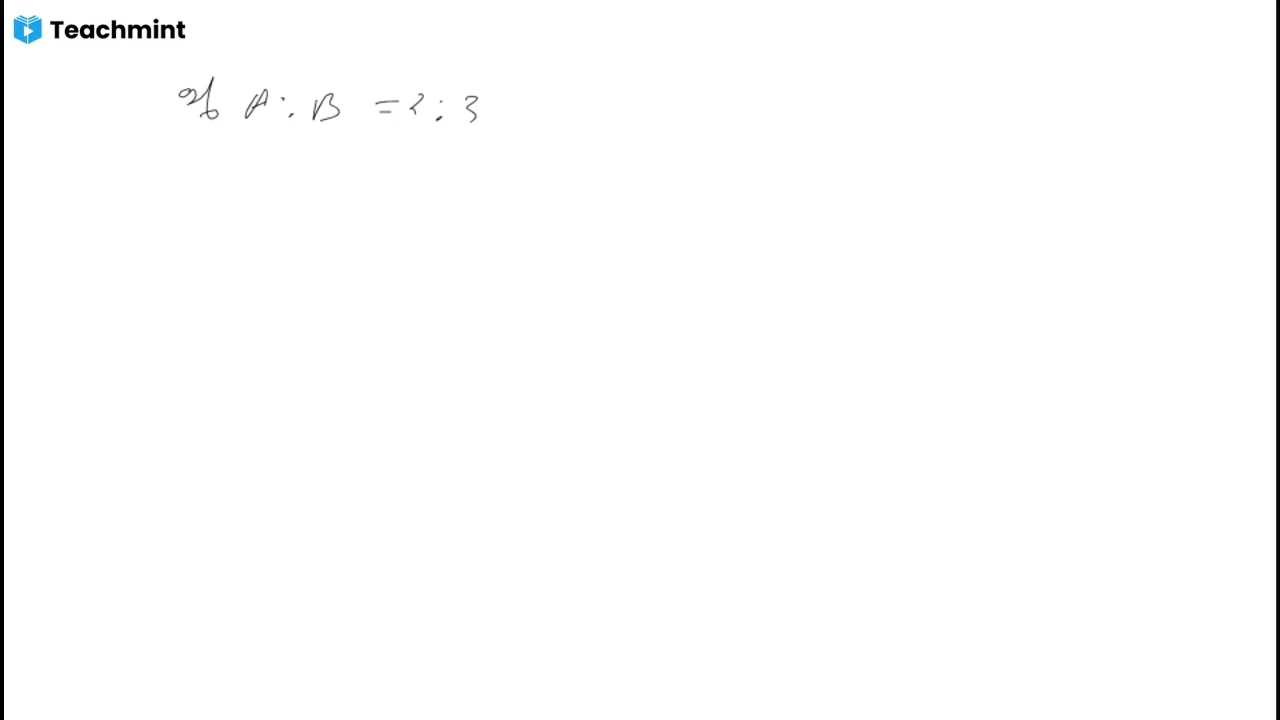 Teachmint
If A : B = 2 : 3